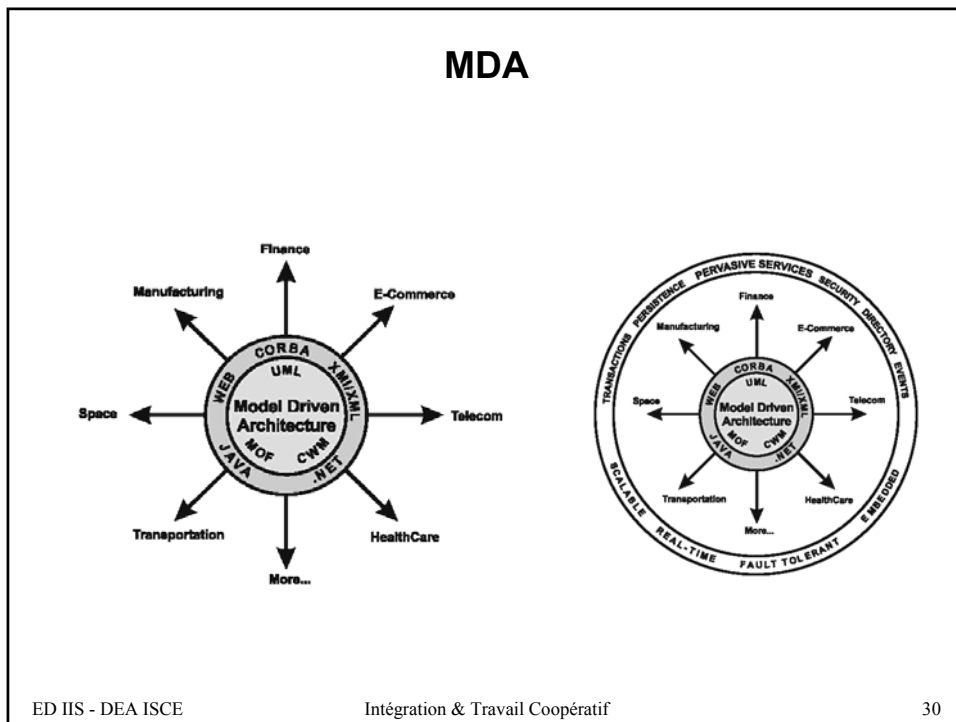 MDA
Finance
Manufacturing
E-Commerce
CORBA
WEB
XMI/XML
UML
Space
Model Driven
Architecture
Telecom
MOF
CWM
JAVA
.NET
Transportation
HealthCare
More...
TRANSACTIONS PERSISTENCE PERVASIVE SERVICES SECURITY DIRECTORY EVENTS
Finance
Manufacturing
E-Commerce
CORBA
WEB
XMI/XML
UML
Space
Model Driven
Architecture
Telecom
MOF
CWM
JAVA
.NET
Transportation
HealthCare
More...
SCALABLE REAL-TIME FAULT TOLERANT EMBEDDED
ED IIS - DEA ISCE Intégration & Travail Coopératif 30